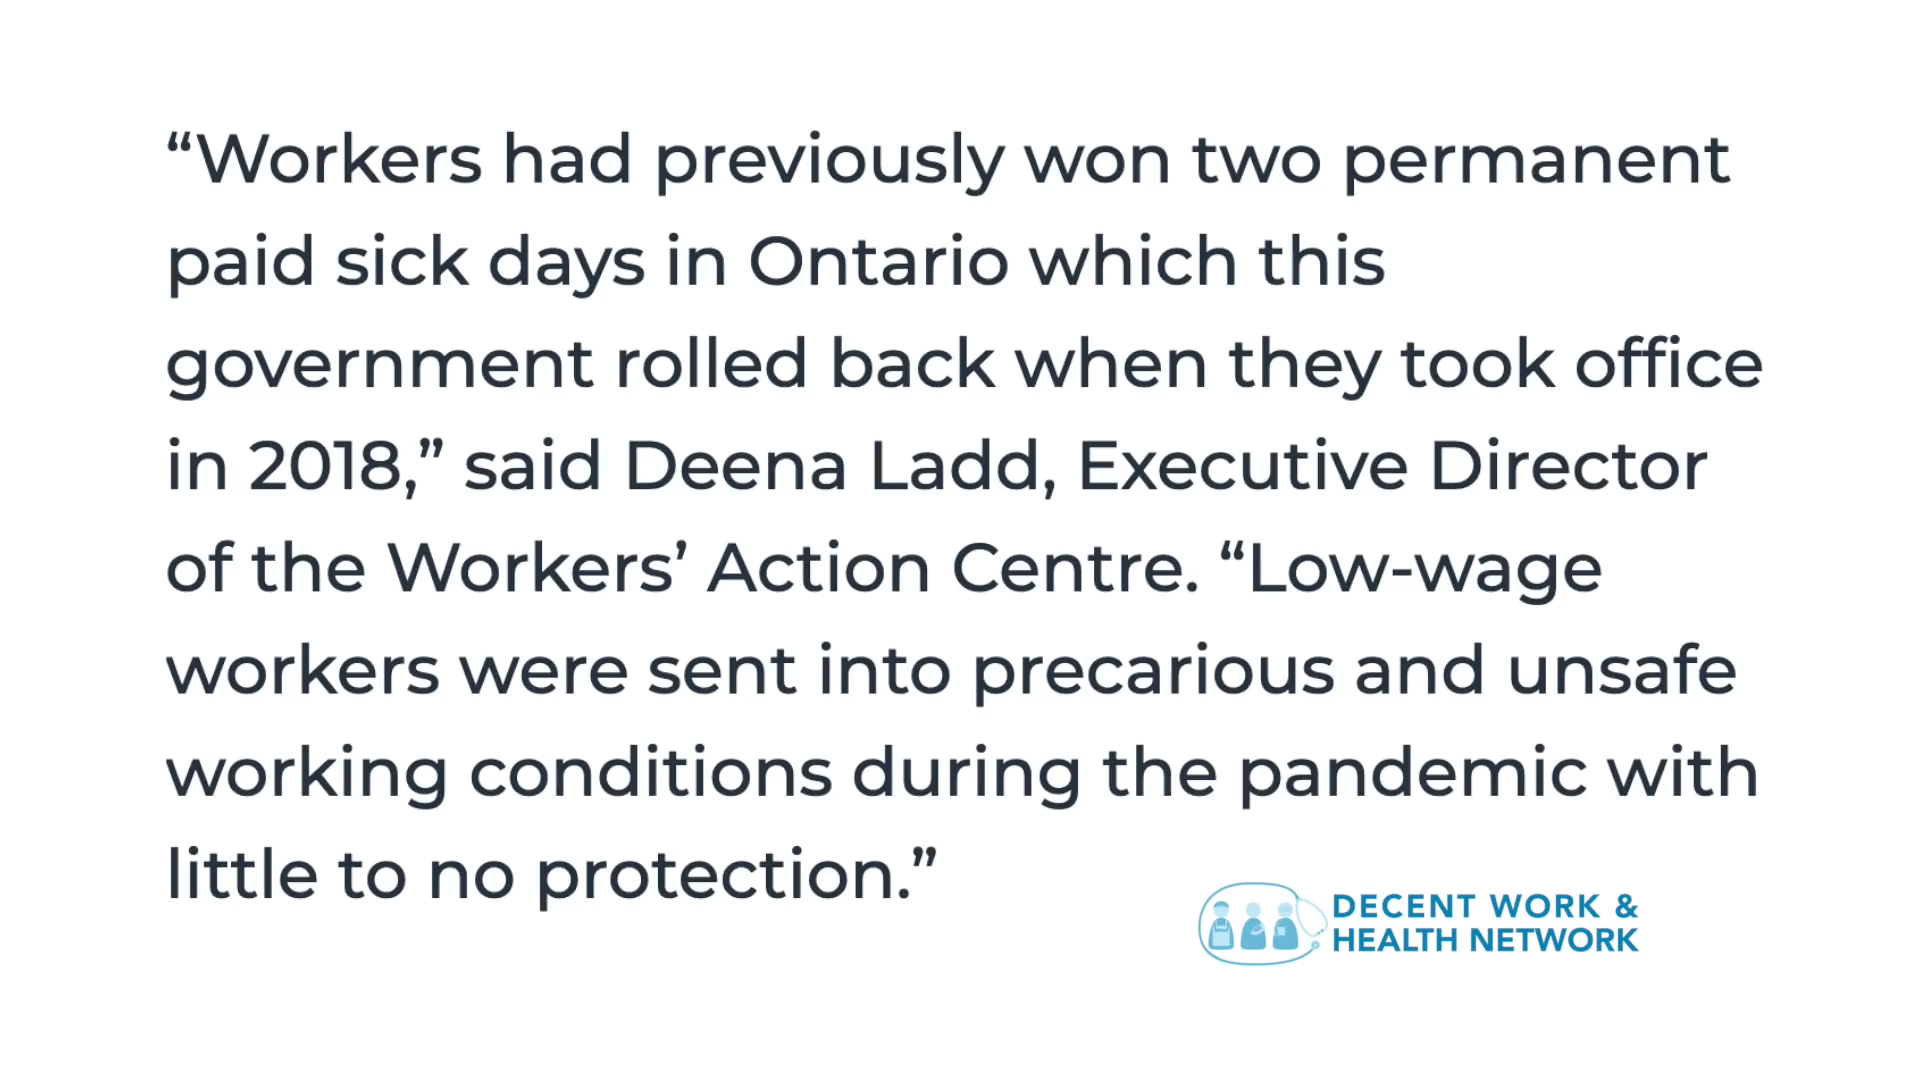 “Workers had previously won two permanent
paid sick days in Ontario which this
government rolled back when they took office
in 2018,” said Deena Ladd, Executive Director
of the Workers’ Action Centre. “Low-wage
workers were sent into precarious and unsafe
working conditions during the pandemic with
little to no protection.”
DECENT WORK &
HEALTH NETWORK